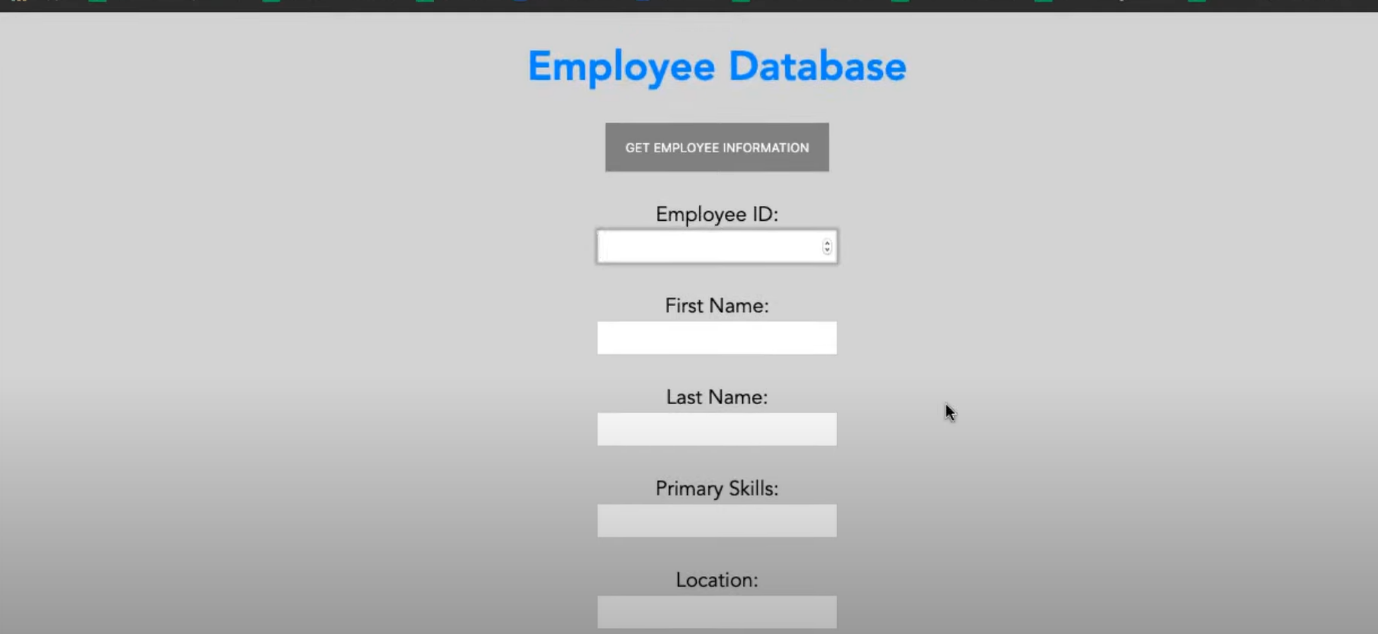 Employee Database
GET EMPLOYEE INFORMATION
Employee ID:
First Name:
Last Name:
Primary Skills:
Location: